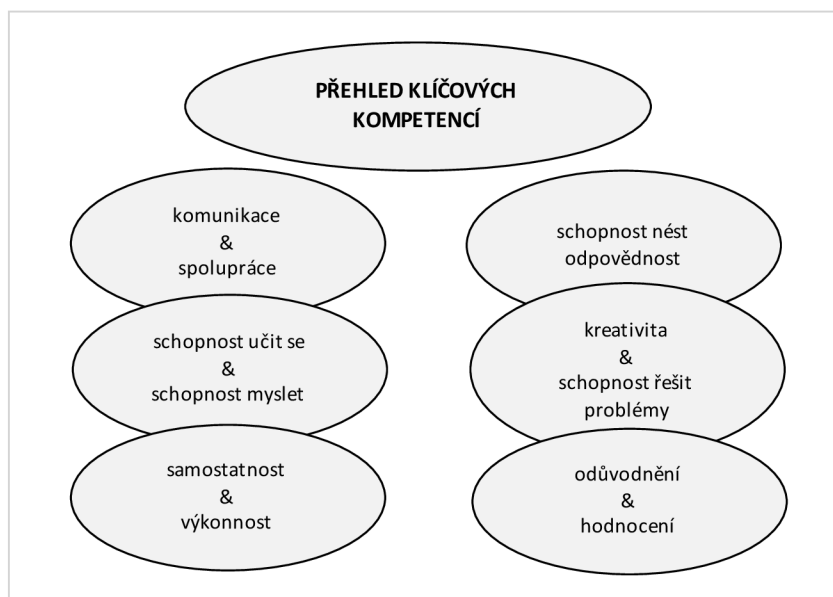 PŘEHLED KLÍČOVÝCH
KOMPETENCÍ
komunikace
&
spolupráce
schopnost učit se
&
schopnost myslet
samostatnost
&
výkonnost
schopnost nést
odpovědnost
kreativita
&
schopnost řešit
problémy
odůvodnění
&
hodnocení